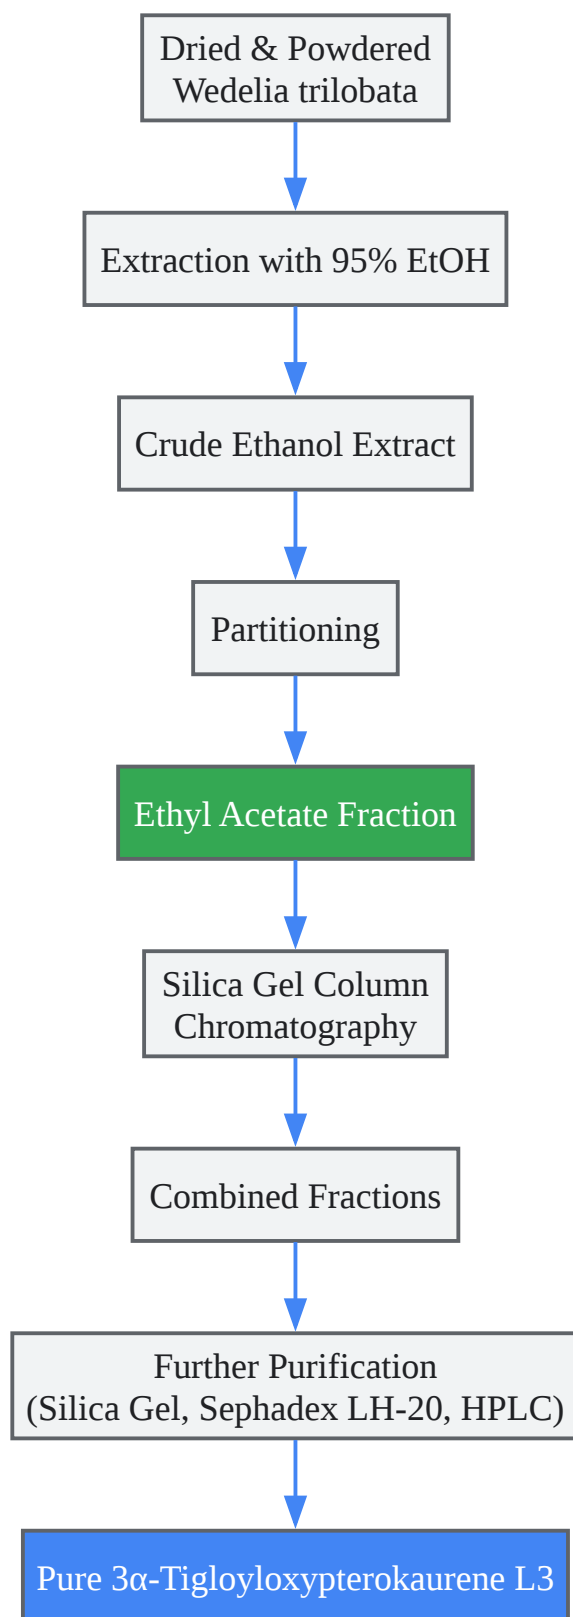 Dried & Powdered
Wedelia trilobata
Extraction with 95% EtOH
Crude Ethanol Extract
Partitioning
Ethyl Acetate Fraction
Silica Gel Column
Chromatography
Combined Fractions
Further Purification
(Silica Gel, Sephadex LH-20, HPLC)
Pure 3α-Tigloyloxypterokaurene L3